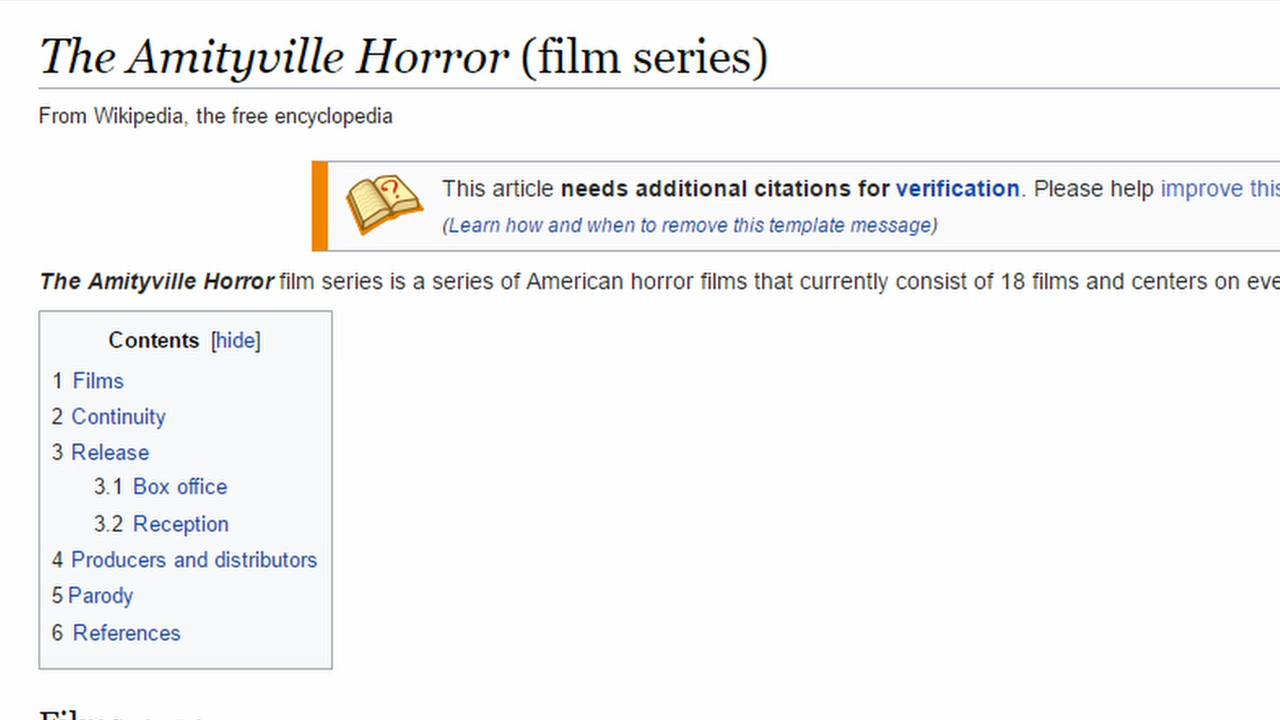 The Amityville Horror (film series)
From Wikipedia, the free encyclopedia
This article needs additional citations for verification. Please help improve this
(Learn how and when to remove this template message)
The Amityville Horror film series is a series of American horror films that currently consist of 18 films and centers on eve
Contents [hide]
1 Films
2 Continuity
3 Release
3.1 Box office
3.2 Reception
4 Producers and distributors
5 Parody
6 References